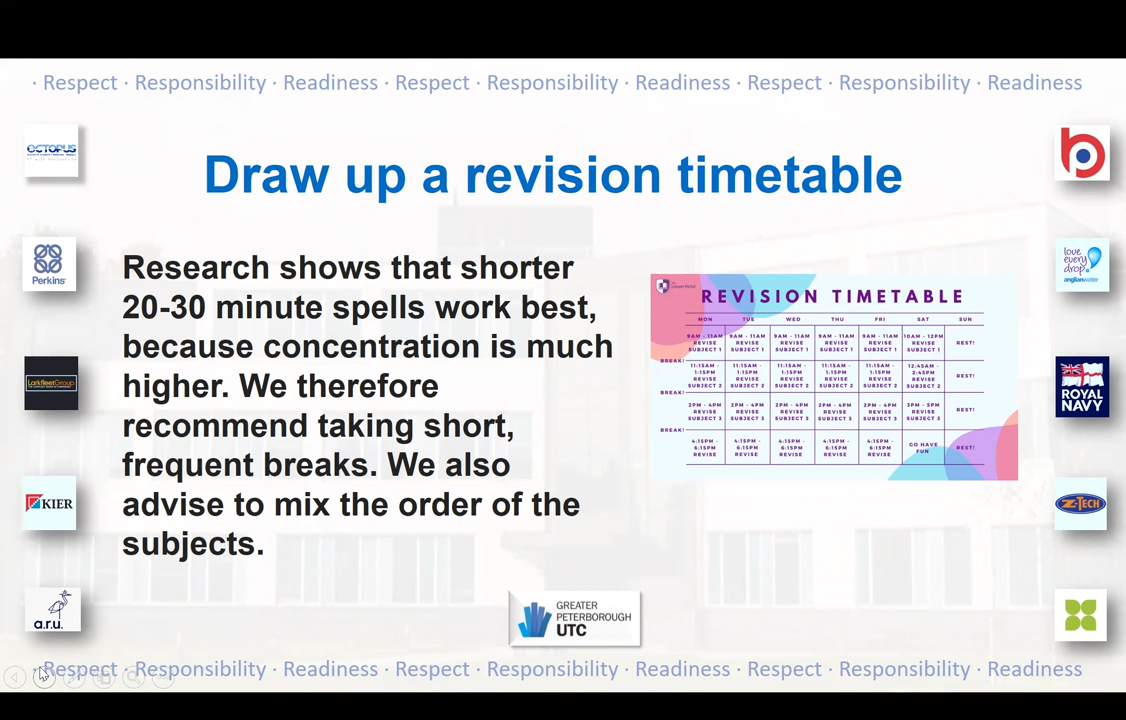 · Respect · Responsibility · Readiness · Respect · Responsibility · Readiness · Respect · Responsibility · Readiness
OCTOPUS
Perkins
LarkfleetGroup
KIER
a.r.u.
Draw up a revision timetable
Research shows that shorter
20-30 minute spells work best,
because concentration is much
higher. We therefore
recommend taking short,
frequent breaks. We also
advise to mix the order of the
subjects.
REVISION TIMETABLE
MON TUE WED THU FRI SAT SUN
9AM - 11AM REVISE SUBJECT 1 9AM - 11AM REVISE SUBJECT 1 9AM - 11AM REVISE SUBJECT 1 9AM - 11AM REVISE SUBJECT 1 9AM - 11AM REVISE SUBJECT 1 10AM - 12PM REVISE SUBJECT 1 REST!
BREAK!
11:15AM - 1:15PM REVISE SUBJECT 2 11:15AM - 1:15PM REVISE SUBJECT 2 11:15AM - 1:15PM REVISE SUBJECT 2 11:15AM - 1:15PM REVISE SUBJECT 2 11:15AM - 1:15PM REVISE SUBJECT 2 12:45AM - 2:45PM REVISE SUBJECT 2 REST!
BREAK!
2PM - 4PM REVISE SUBJECT 3 2PM - 4PM REVISE SUBJECT 3 2PM - 4PM REVISE SUBJECT 3 2PM - 4PM REVISE SUBJECT 3 2PM - 4PM REVISE SUBJECT 3 3PM - 5PM REVISE SUBJECT 3 REST!
BREAK!
4:15PM - 6:15PM REVISE 4:15PM - 6:15PM REVISE 4:15PM - 6:15PM REVISE 4:15PM - 6:15PM REVISE 4:15PM - 6:15PM REVISE GO HAVE FUN REST!
love
every
drop
anglianwater
ROYAL
NAVY
Z-TECH
GREATER
PETERBOROUGH
UTC
· Respect · Responsibility · Readiness · Respect · Responsibility · Readiness · Respect · Responsibility · Readiness